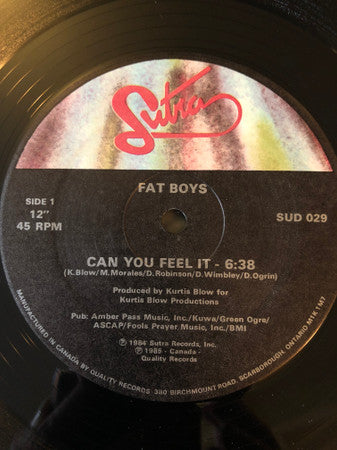 Sutra
FAT BOYS
SIDE 1
12"
45 RPM
SUD 029
CAN YOU FEEL IT - 6:38
(K.Blow/M.Morales/D.Robinson/D.Wimbley/D.Ogrin)
Produced by Kurtis Blow for
Kurtis Blow Productions
Pub: Amber Pass Music, Inc./Kuwa/Green Ogre/
ASCAP/Fools Prayer Music, Inc./BMI
℗ 1984 Sutra Records, Inc.
℗ 1985 - Canada -
Quality Records
MANUFACTURED IN CANADA BY QUALITY RECORDS - 380 BIRCHMOUNT ROAD, SCARBOROUGH, ONTARIO M1K 1M7